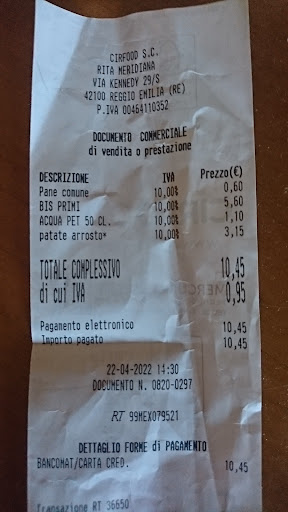 CIRFOOD S.C.
RITA MERIDIANA
VIA KENNEDY 29/S
42100 REGGIO EMILIA (RE)
P.IVA 00464110352
DOCUMENTO COMMERCIALE
di vendita o prestazione
DESCRIZIONE IVA Prezzo(€)
Pane comune 10,00% 0,60
BIS PRIMI 10,00% 5,60
ACQUA PET 50 CL. 10,00% 1,10
patate arrosto* 10,00% 3,15
TOTALE COMPLESSIVO 10,45
di cui IVA 0,95
Pagamento elettronico 10,45
Importo pagato 10,45
22-04-2022 14:30
DOCUMENTO N. 0820-0297
RT 99MEX079521
DETTAGLIO FORME di PAGAMENTO
BANCOMAT/CARTA CRED. 10,45
Transazione RT 36650